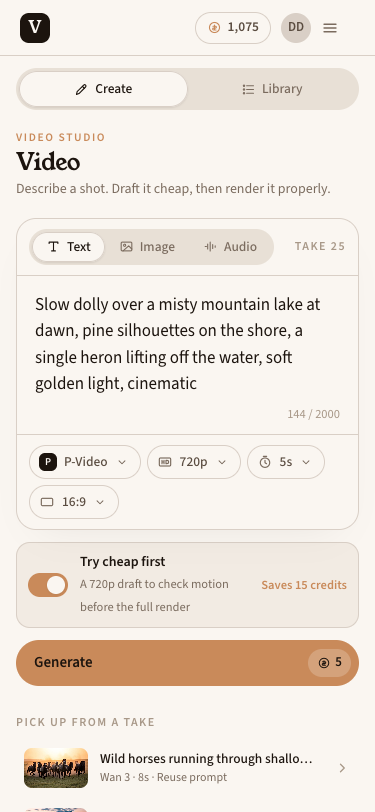 V
1,075
DD
Create
Library
VIDEO STUDIO
Video
Describe a shot. Draft it cheap, then render it properly.
Text
Image
Audio
TAKE 25
Slow dolly over a misty mountain lake at
dawn, pine silhouettes on the shore, a
single heron lifting off the water, soft
golden light, cinematic
144 / 2000
P
P-Video
HD
720p
5s
16:9
Try cheap first
A 720p draft to check motion
before the full render
Saves 15 credits
Generate
5
PICK UP FROM A TAKE
Wild horses running through shallo…
Wan 3 · 8s · Reuse prompt